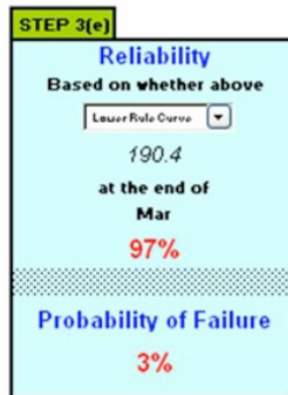 STEP 3(e)
Reliability
Based on whether above
Lower Rule Curve
190.4
at the end of
Mar
97%
Probability of Failure
3%